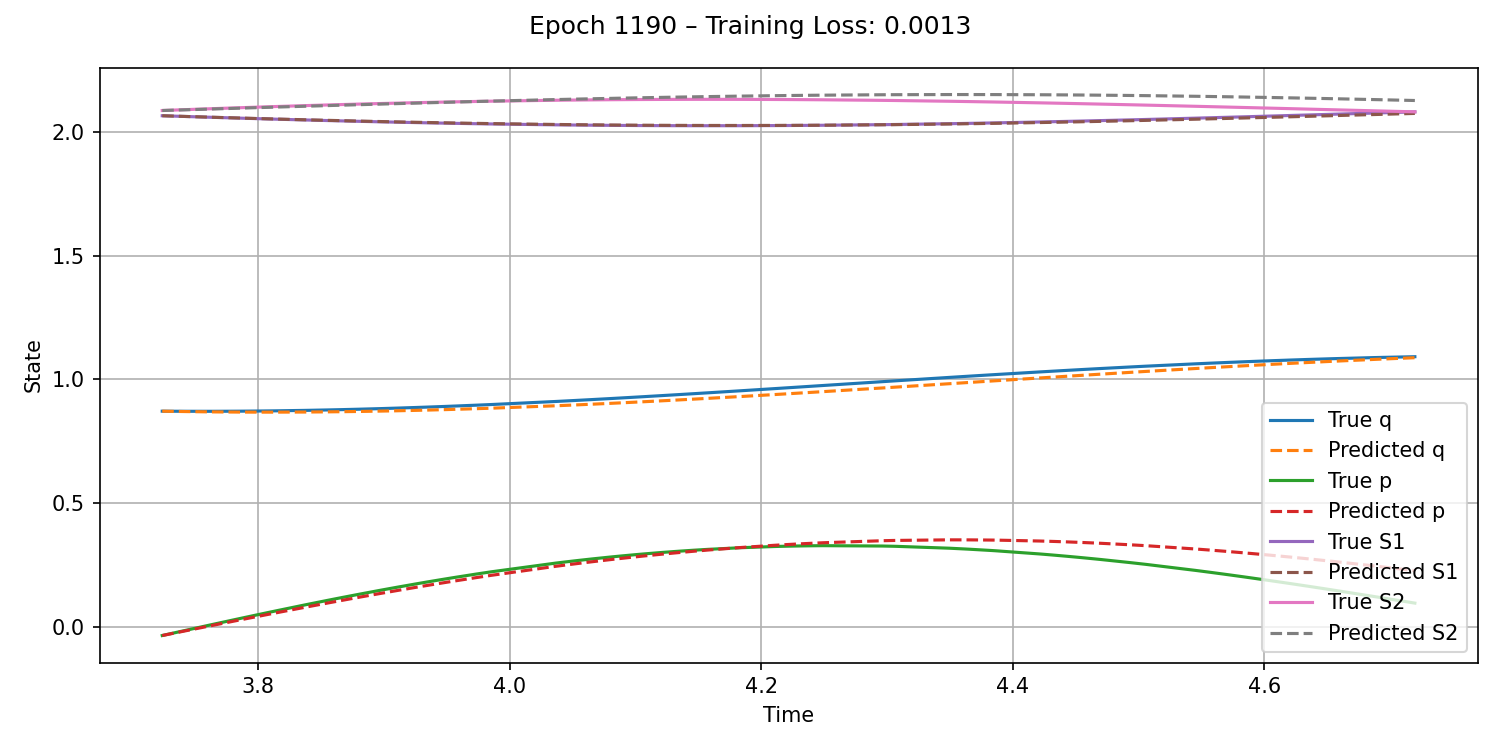 Epoch 1190 – Training Loss: 0.0013
2.0
1.5
1.0
0.5
0.0
State
3.8
4.0
4.2
4.4
4.6
Time
True q
Predicted q
True p
Predicted p
True S1
Predicted S1
True S2
Predicted S2